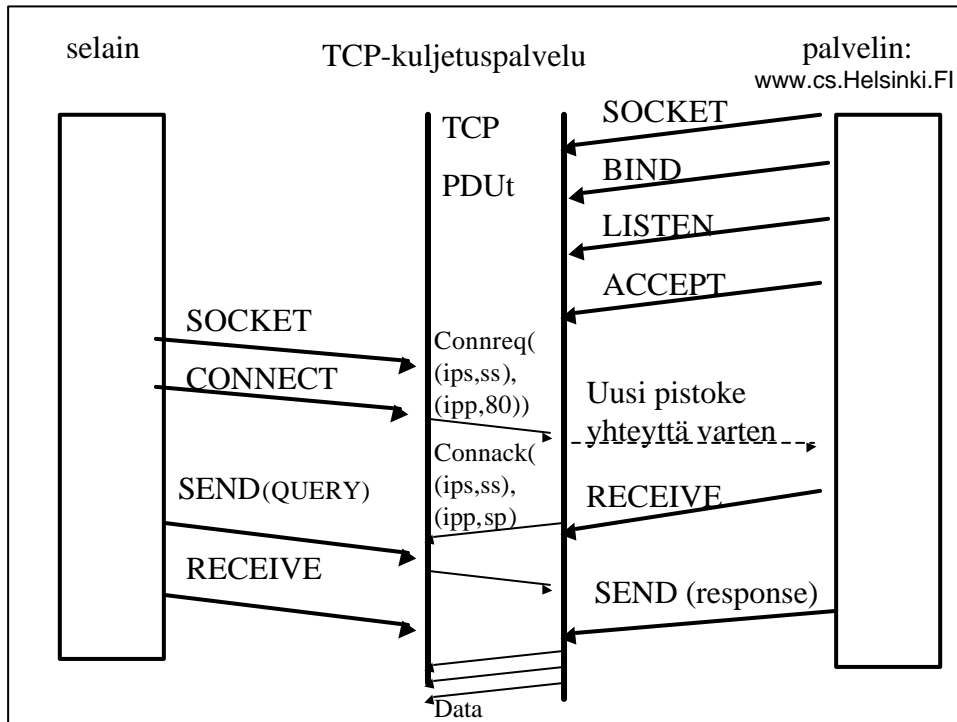 selain
TCP-kuljetuspalvelu
palvelin:
www.cs.Helsinki.FI
TCP
PDUt
SOCKET
BIND
LISTEN
ACCEPT
SOCKET
CONNECT
Connreq(
(ips,ss),
(ipp,80))
Uusi pistoke
yhteyttä varten
Connack(
(ips,ss),
(ipp,sp)
SEND(QUERY)
RECEIVE
RECEIVE
SEND (response)
Data